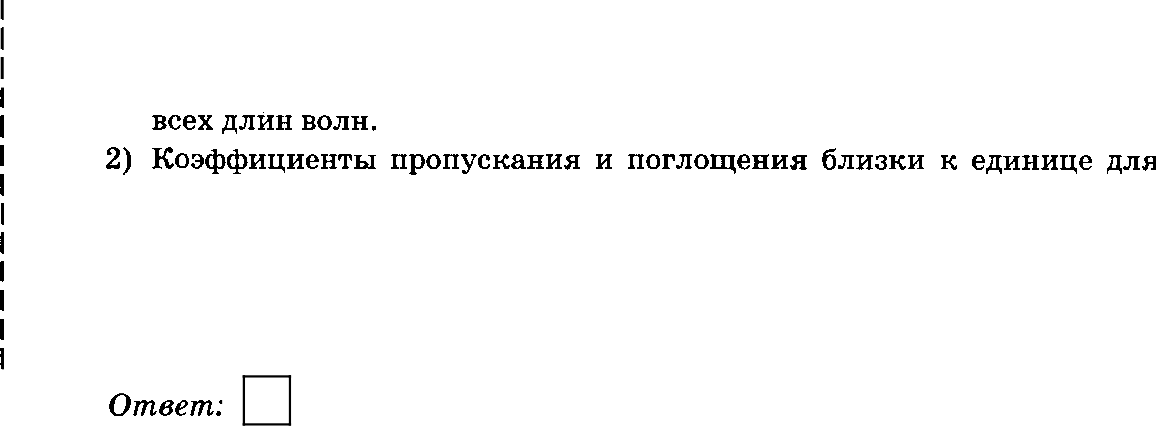 всех длин волн.
2) Коэффициенты пропускания и поглощения близки к единице для
Ответ: